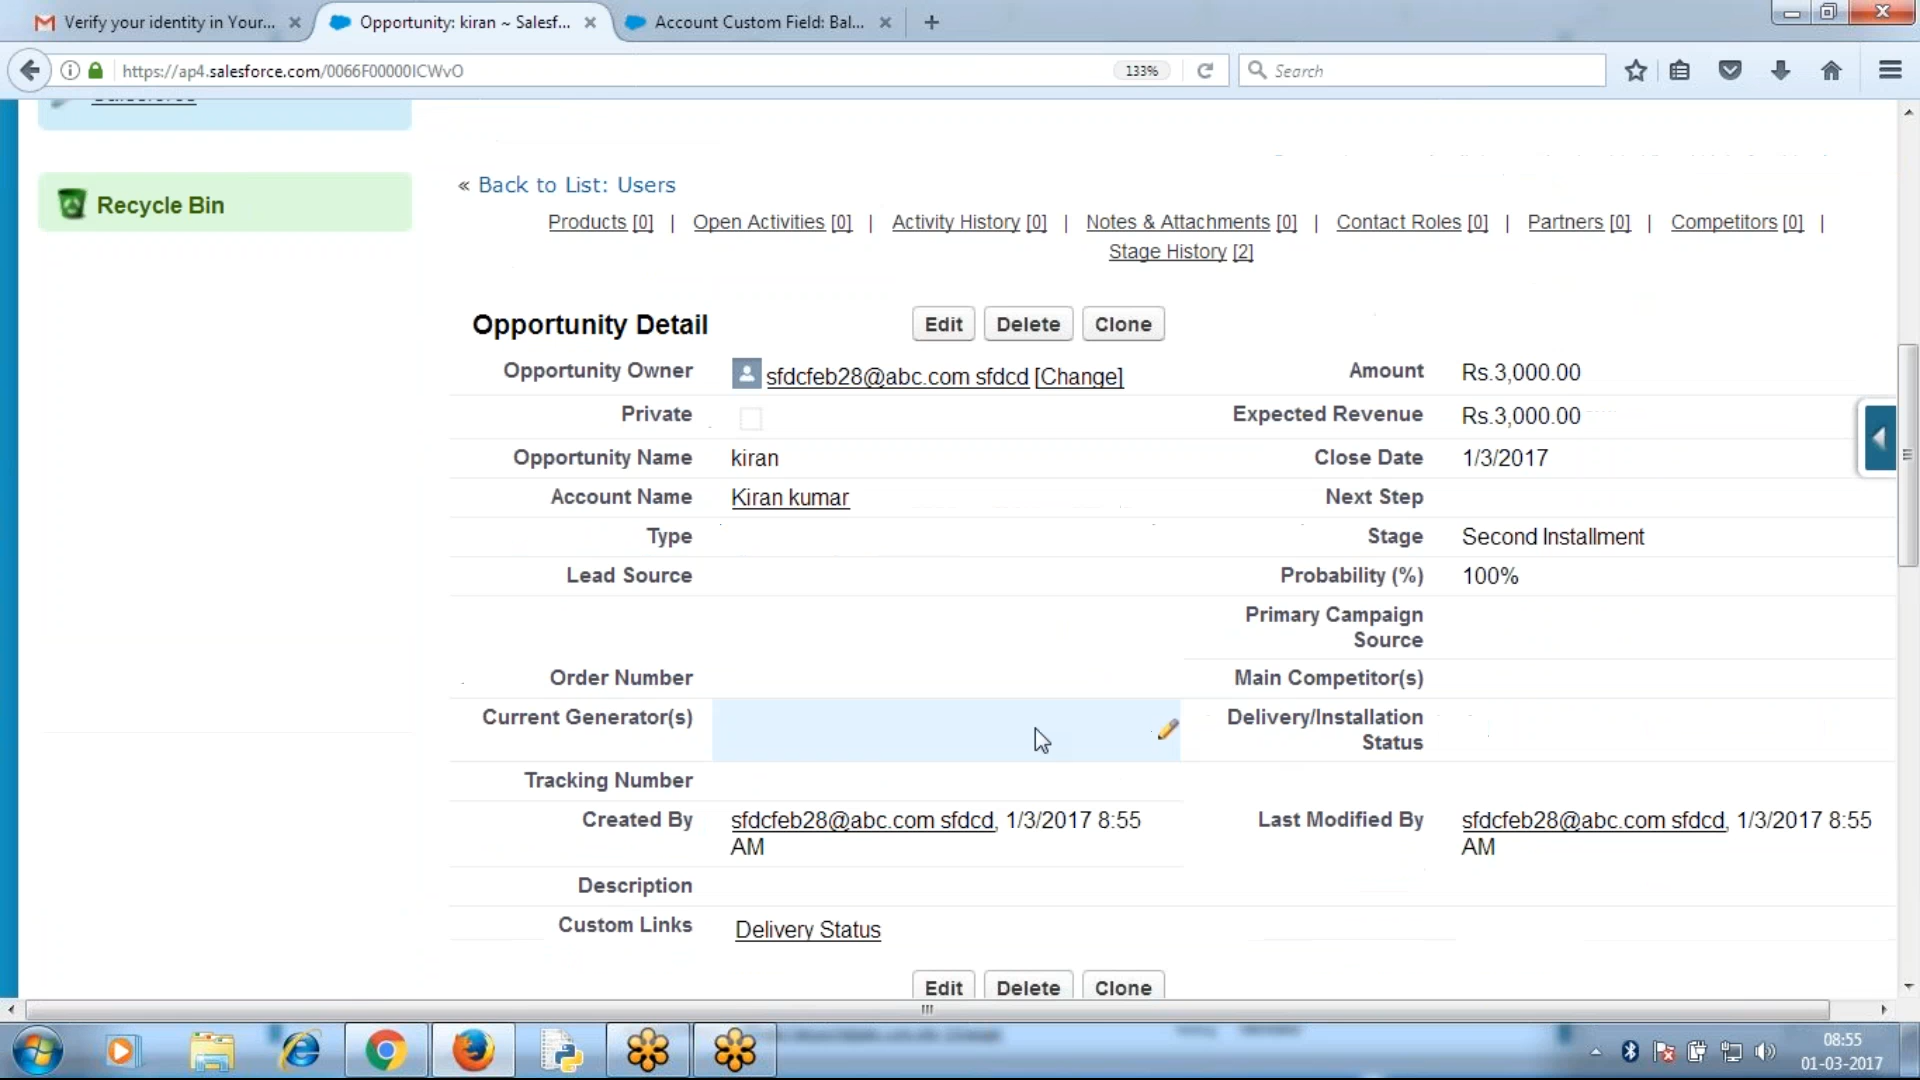 Verify your identity in Your...
Opportunity: kiran ~ Salesf...
Account Custom Field: Bal...
https://ap4.salesforce.com/0066F00000ICWvO
133%
Search
Recycle Bin
« Back to List: Users
Products [0] | Open Activities [0] | Activity History [0] | Notes & Attachments [0] | Contact Roles [0] | Partners [0] | Competitors [0] |
Stage History [2]
Opportunity Detail
Edit Delete Clone
Opportunity Owner sfdcfeb28@abc.com sfdcd [Change]
Amount Rs.3,000.00
Private
Expected Revenue Rs.3,000.00
Opportunity Name kiran
Close Date 1/3/2017
Account Name Kiran kumar
Next Step
Type
Stage Second Installment
Lead Source
Probability (%) 100%
Primary Campaign
Source
Order Number
Main Competitor(s)
Current Generator(s)
Delivery/Installation
Status
Tracking Number
Created By sfdcfeb28@abc.com sfdcd, 1/3/2017 8:55
AM
Last Modified By sfdcfeb28@abc.com sfdcd, 1/3/2017 8:55
AM
Description
Custom Links Delivery Status
Edit Delete Clone
08:55
01-03-2017